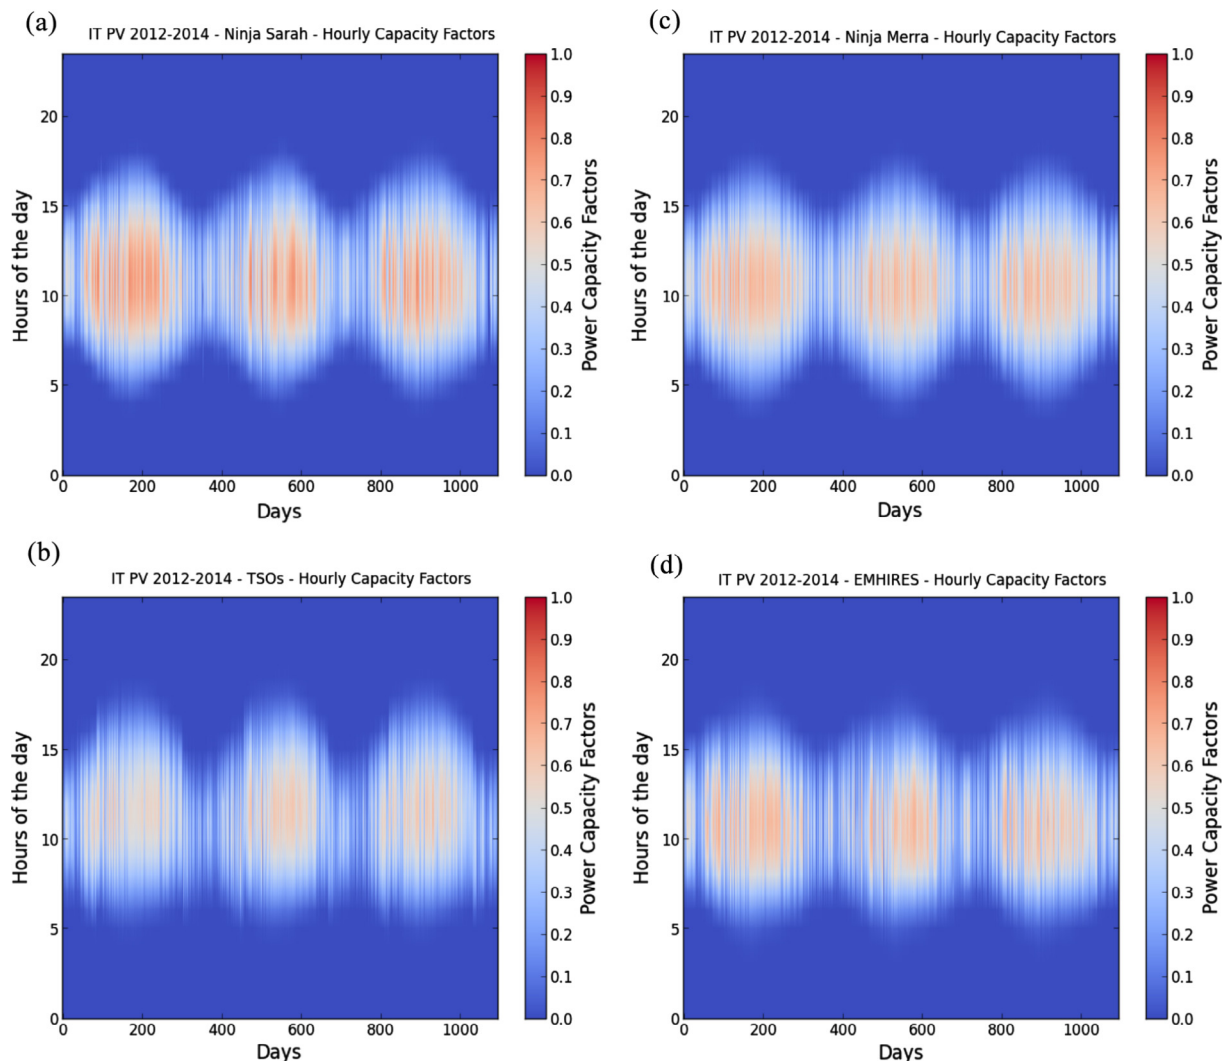 (a)
IT PV 2012-2014 - Ninja Sarah - Hourly Capacity Factors
Hours of the day
20
15
10
5
0
0 200 400 600 800 1000
Days
1.0
0.9
0.8
0.7
0.6
0.5
0.4
0.3
0.2
0.1
0.0
Power Capacity Factors
(c)
IT PV 2012-2014 - Ninja Merra - Hourly Capacity Factors
Hours of the day
20
15
10
5
0
0 200 400 600 800 1000
Days
1.0
0.9
0.8
0.7
0.6
0.5
0.4
0.3
0.2
0.1
0.0
Power Capacity Factors
(b)
IT PV 2012-2014 - TSOs - Hourly Capacity Factors
Hours of the day
20
15
10
5
0
0 200 400 600 800 1000
Days
1.0
0.9
0.8
0.7
0.6
0.5
0.4
0.3
0.2
0.1
0.0
Power Capacity Factors
(d)
IT PV 2012-2014 - EMHIRES - Hourly Capacity Factors
Hours of the day
20
15
10
5
0
0 200 400 600 800 1000
Days
1.0
0.9
0.8
0.7
0.6
0.5
0.4
0.3
0.2
0.1
0.0
Power Capacity Factors